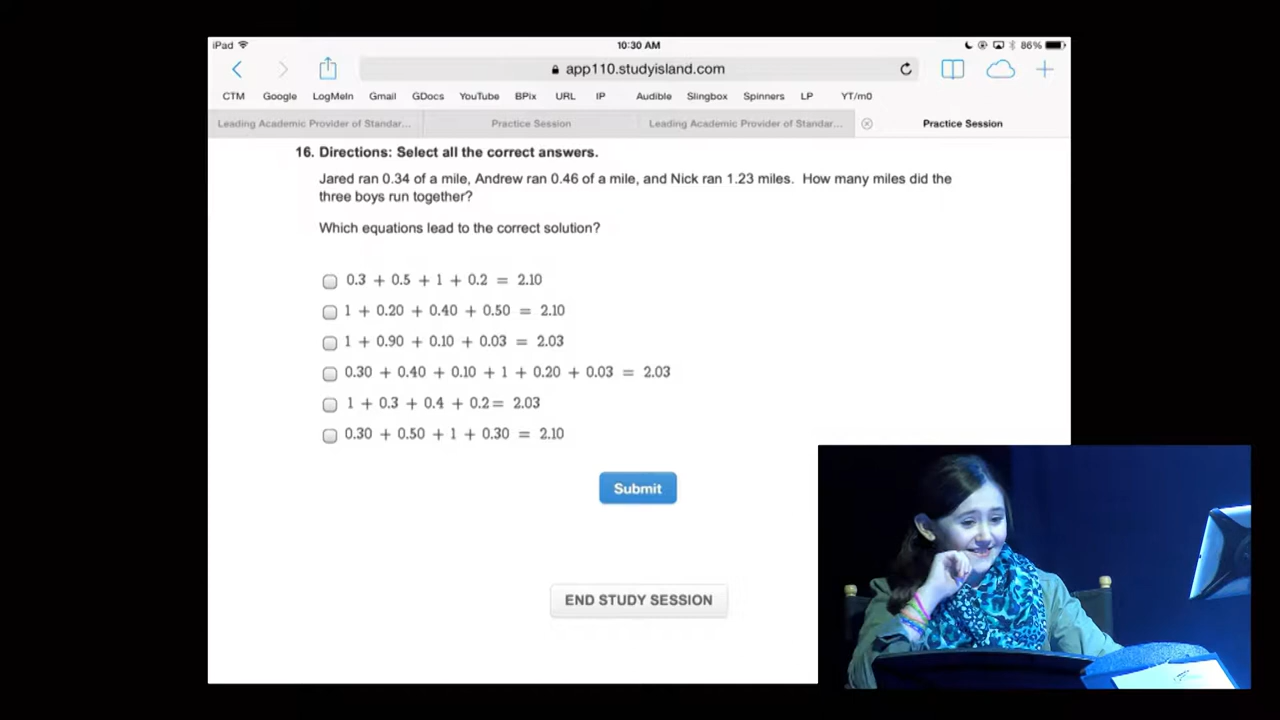 iPad 10:30 AM 86%
app110.studyisland.com
CTM Google LogMeIn Gmail GDocs YouTube BPix URL IP Audible Slingbox Spinners LP YT/m0
Leading Academic Provider of Standar... Practice Session Leading Academic Provider of Standar... Practice Session
16. Directions: Select all the correct answers.
Jared ran 0.34 of a mile, Andrew ran 0.46 of a mile, and Nick ran 1.23 miles. How many miles did the
three boys run together?
Which equations lead to the correct solution?
0.3 + 0.5 + 1 + 0.2 = 2.10
1 + 0.20 + 0.40 + 0.50 = 2.10
1 + 0.90 + 0.10 + 0.03 = 2.03
0.30 + 0.40 + 0.10 + 1 + 0.20 + 0.03 = 2.03
1 + 0.3 + 0.4 + 0.2= 2.03
0.30 + 0.50 + 1 + 0.30 = 2.10
Submit
END STUDY SESSION